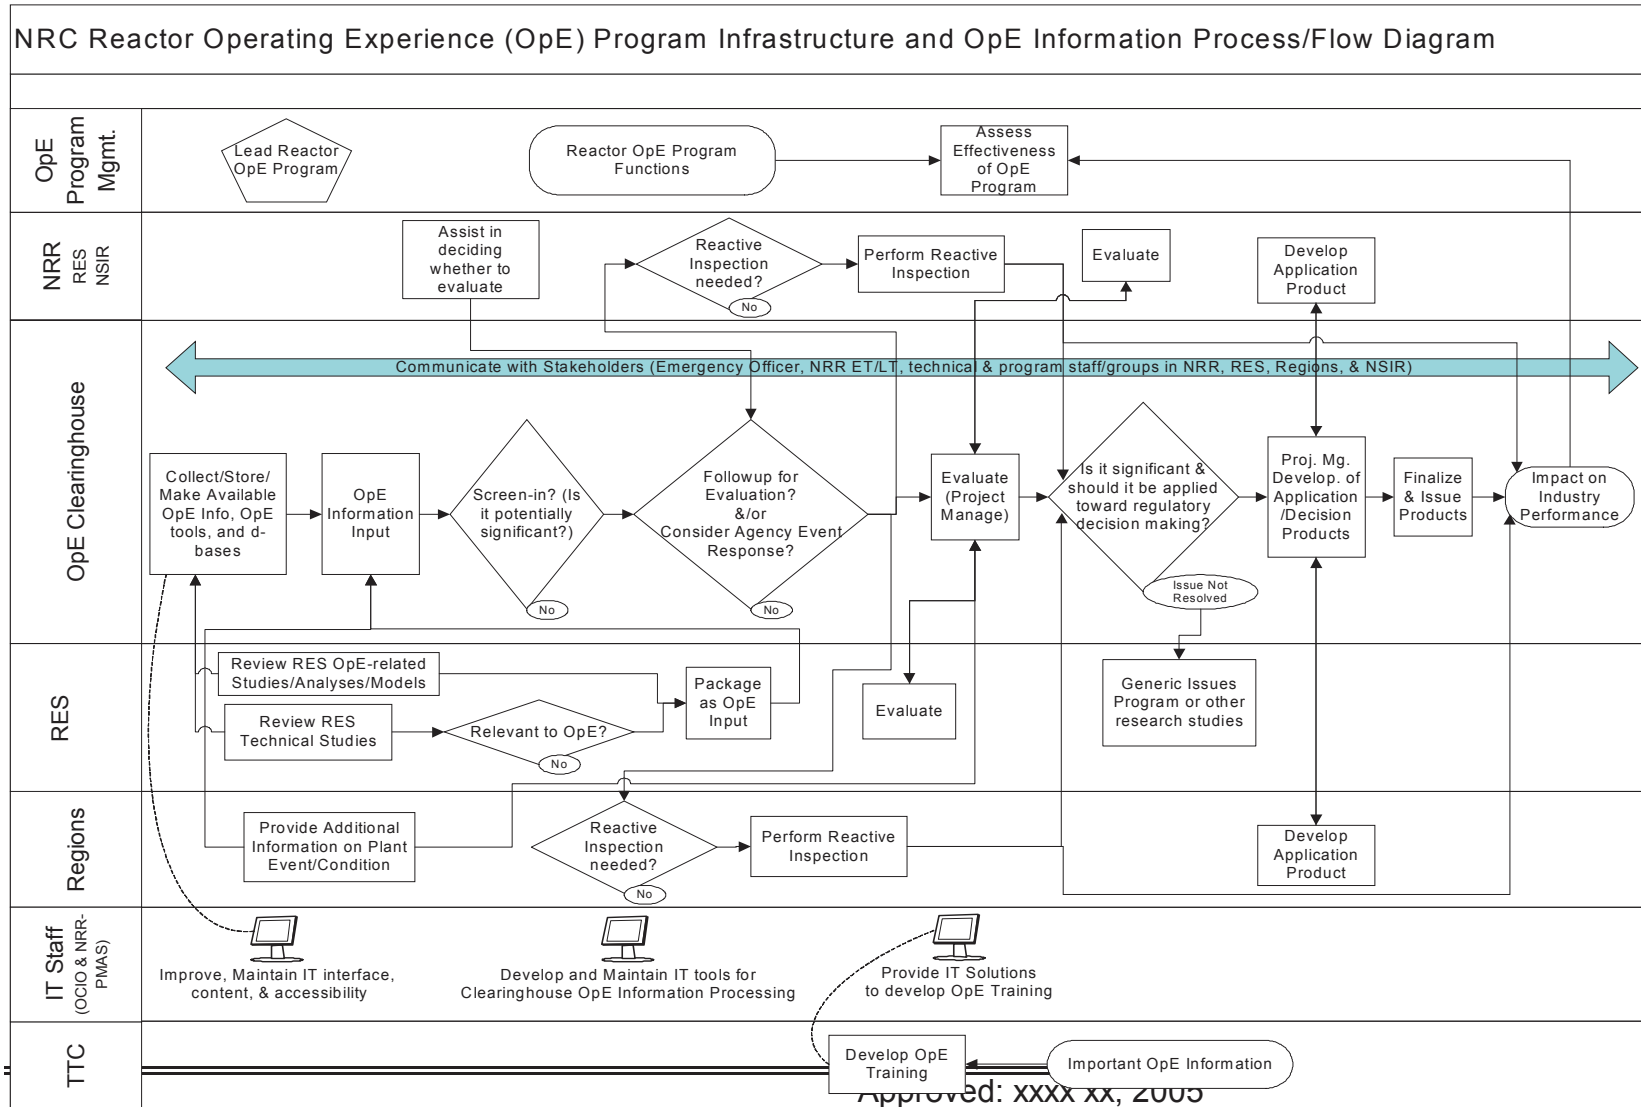 NRC Reactor Operating Experience (OpE) Program Infrastructure and OpE Information Process/Flow Diagram
OpE
Program
Mgmt.
Lead Reactor
OpE Program
Reactor OpE Program
Functions
Assess
Effectiveness
of OpE
Program
NRR
RES
NSIR
Assist in
deciding
whether to
evaluate
Reactive
Inspection
needed?
No
Perform Reactive
Inspection
Evaluate
Develop
Application
Product
OpE Clearinghouse
Communicate with Stakeholders (Emergency Officer, NRR ET/LT, technical & program staff/groups in NRR, RES, Regions, & NSIR)
Collect/Store/
Make Available
OpE Info, OpE
tools, and d-
bases
OpE
Information
Input
Screen-in? (Is
it potentially
significant?)
No
Followup for
Evaluation?
&/or
Consider Agency Event
Response?
No
Evaluate
(Project
Manage)
Is it significant &
should it be applied
toward regulatory
decision making?
Issue Not
Resolved
Proj. Mg.
Develop. of
Application
/Decision
Products
Finalize
& Issue
Products
Impact on
Industry
Performance
RES
Review RES OpE-related
Studies/Analyses/Models
Review RES
Technical Studies
Relevant to OpE?
No
Package
as OpE
Input
Evaluate
Generic Issues
Program or other
research studies
Regions
Provide Additional
Information on Plant
Event/Condition
Reactive
Inspection
needed?
No
Perform Reactive
Inspection
Develop
Application
Product
IT Staff
(OCIO & NRR-
PMAS)
Improve, Maintain IT interface,
content, & accessibility
Develop and Maintain IT tools for
Clearinghouse OpE Information Processing
Provide IT Solutions
to develop OpE Training
TTC
Develop OpE
Training
Important OpE Information
Approved: xxxx xx, 2005